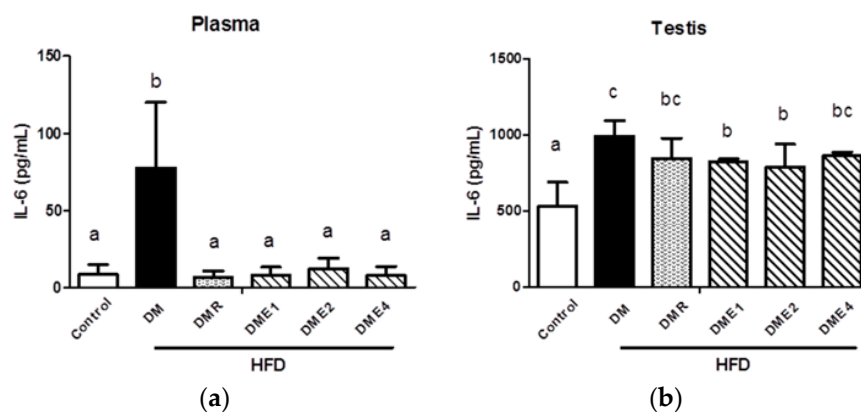 Plasma
IL-6 (pg/mL)
150
100
50
0
a
b
a
a
a
a
Control
DM
DMR
DME1
DME2
DME4
HFD
(a)
Testis
IL-6 (pg/mL)
1500
1000
500
0
a
c
bc
b
b
bc
Control
DM
DMR
DME1
DME2
DME4
HFD
(b)